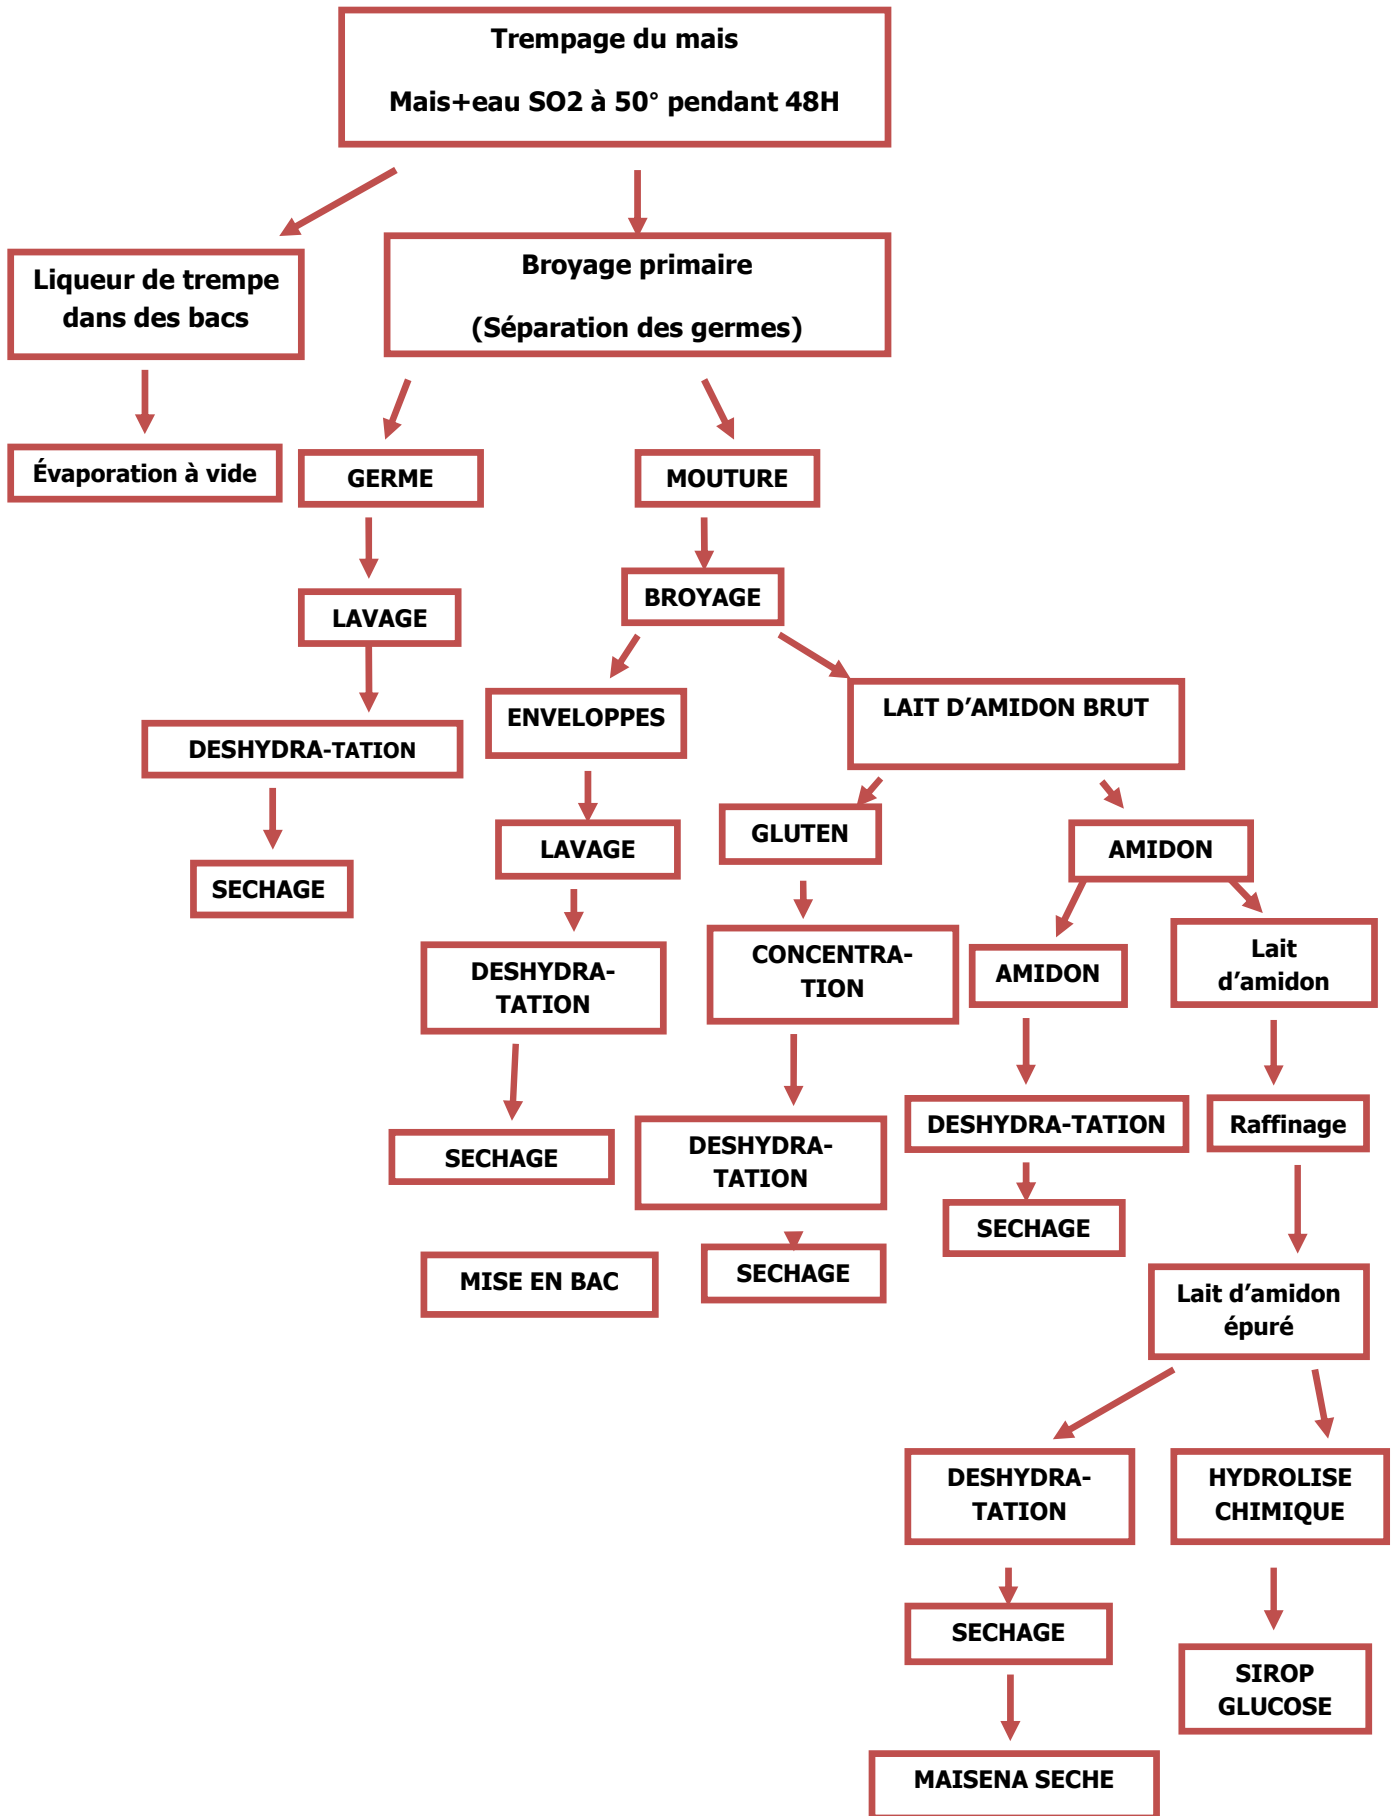 Trempage du mais
Mais+eau SO2 à 50° pendant 48H
Liqueur de trempe
dans des bacs
Broyage primaire
(Séparation des germes)
Évaporation à vide
GERME
MOUTURE
BROYAGE
LAVAGE
ENVELOPPES
LAIT D’AMIDON BRUT
DESHYDRA-TATION
GLUTEN
AMIDON
LAVAGE
SECHAGE
CONCENTRA-
TION
Lait
d’amidon
DESHYDRA-
TATION
AMIDON
DESHYDRA-TATION
Raffinage
SECHAGE
DESHYDRA-
TATION
SECHAGE
MISE EN BAC
SECHAGE
Lait d’amidon
épuré
DESHYDRA-
TATION
HYDROLISE
CHIMIQUE
SECHAGE
SIROP
GLUCOSE
MAISENA SECHE